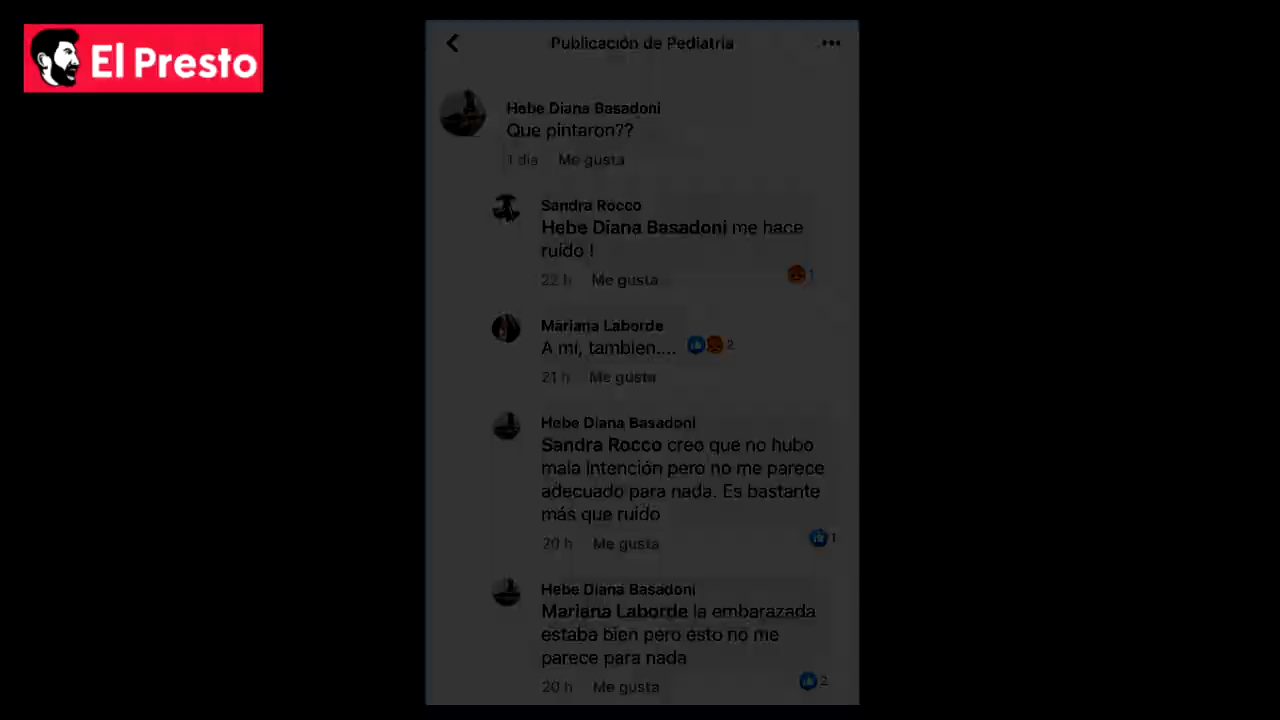 El Presto
Publicación de Pediatria
Hebe Diana Basadoni
Que pintaron??
1 día Me gusta
Sandra Rocco
Hebe Diana Basadoni me hace
ruido !
22 h Me gusta
1
Mariana Laborde
A mí, tambien....
2
21 h Me gusta
Hebe Diana Basadoni
Sandra Rocco creo que no hubo
mala intención pero no me parece
adecuado para nada. Es bastante
más que ruido
20 h Me gusta
1
Hebe Diana Basadoni
Mariana Laborde la embarazada
estaba bien pero esto no me
parece para nada
20 h Me gusta
2